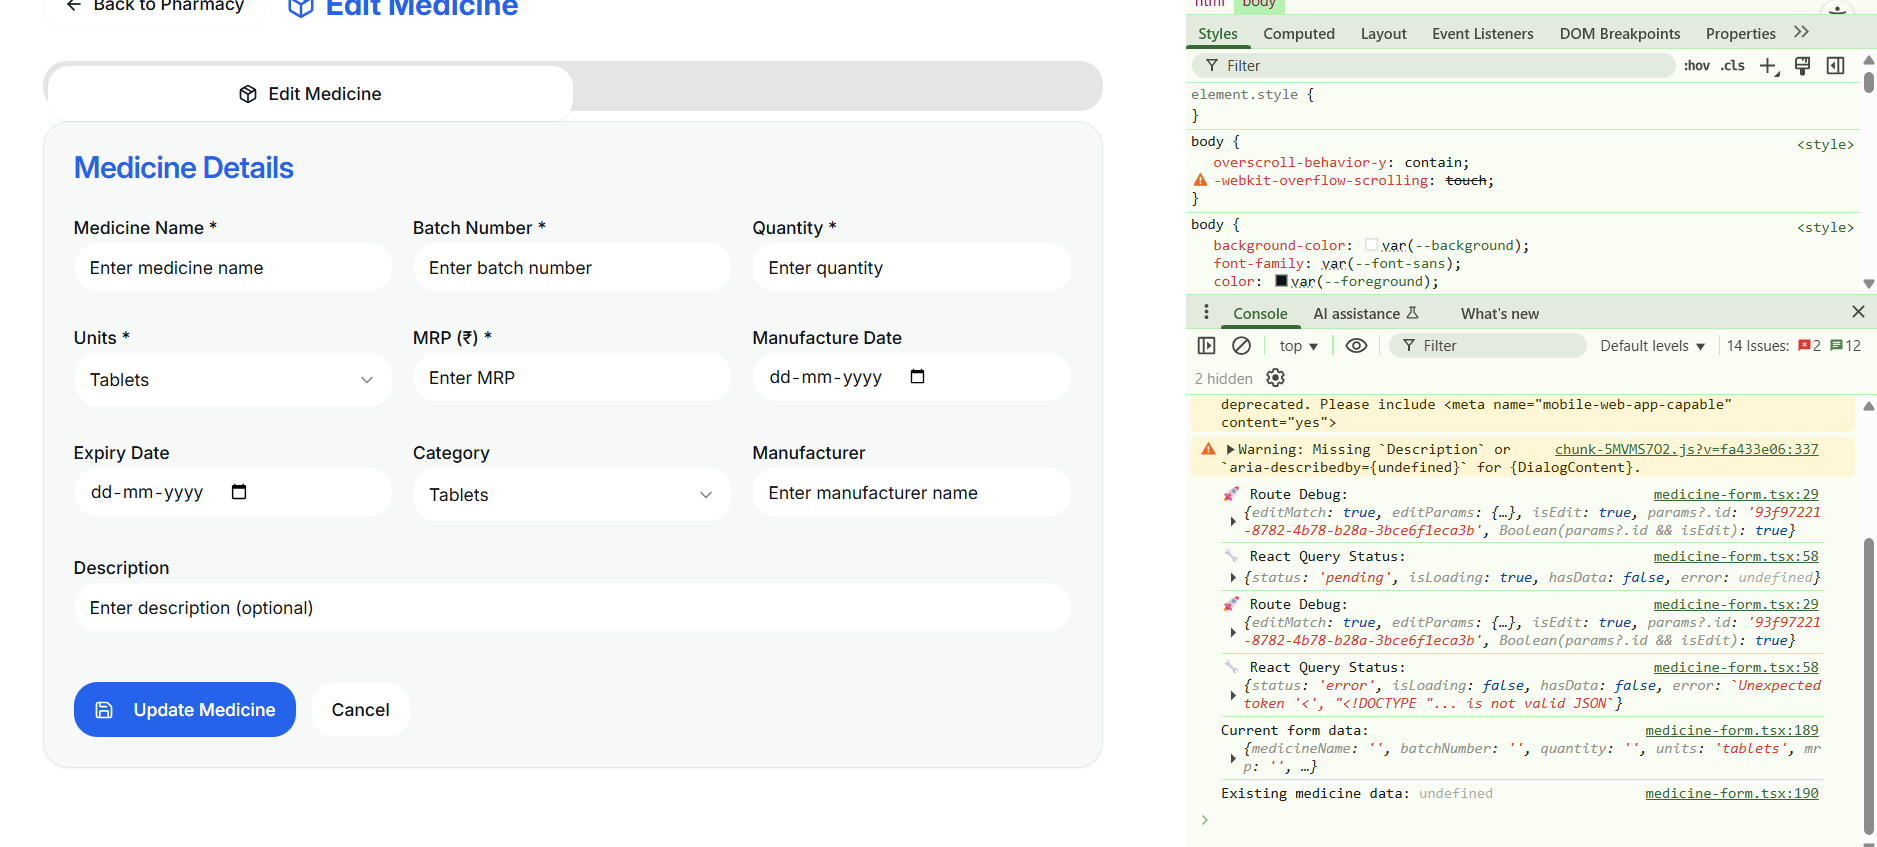 Back to Pharmacy
Edit Medicine
Edit Medicine
Medicine Details
Medicine Name *
Batch Number *
Quantity *
Enter medicine name
Enter batch number
Enter quantity
Units *
MRP (₹) *
Manufacture Date
Tablets
Enter MRP
dd-mm-yyyy
Expiry Date
Category
Manufacturer
dd-mm-yyyy
Tablets
Enter manufacturer name
Description
Enter description (optional)
Update Medicine
Cancel
html body
Styles Computed Layout Event Listeners DOM Breakpoints Properties
Filter :hov .cls
element.style {
}
body { <style>
overscroll-behavior-y: contain;
-webkit-overflow-scrolling: touch;
}
body { <style>
background-color: var(--background);
font-family: var(--font-sans);
color: var(--foreground);
Console AI assistance What's new
top Filter Default levels 14 Issues: 2 12
2 hidden
deprecated. Please include <meta name="mobile-web-app-capable"
content="yes">
Warning: Missing `Description` or chunk-5MVMS7O2.js?v=fa433e06:337
`aria-describedby={undefined}` for {DialogContent}.
🚀 Route Debug: medicine-form.tsx:29
{editMatch: true, editParams: {…}, isEdit: true, params?.id: '93f97221
-8782-4b78-b28a-3bce6f1eca3b', Boolean(params?.id && isEdit): true}
🔧 React Query Status: medicine-form.tsx:58
{status: 'pending', isLoading: true, hasData: false, error: undefined}
🚀 Route Debug: medicine-form.tsx:29
{editMatch: true, editParams: {…}, isEdit: true, params?.id: '93f97221
-8782-4b78-b28a-3bce6f1eca3b', Boolean(params?.id && isEdit): true}
🔧 React Query Status: medicine-form.tsx:58
{status: 'error', isLoading: false, hasData: false, error: `Unexpected
token '<', "<!DOCTYPE "... is not valid JSON`}
Current form data: medicine-form.tsx:189
{medicineName: '', batchNumber: '', quantity: '', units: 'tablets', mr
p: '', …}
Existing medicine data: undefined medicine-form.tsx:190